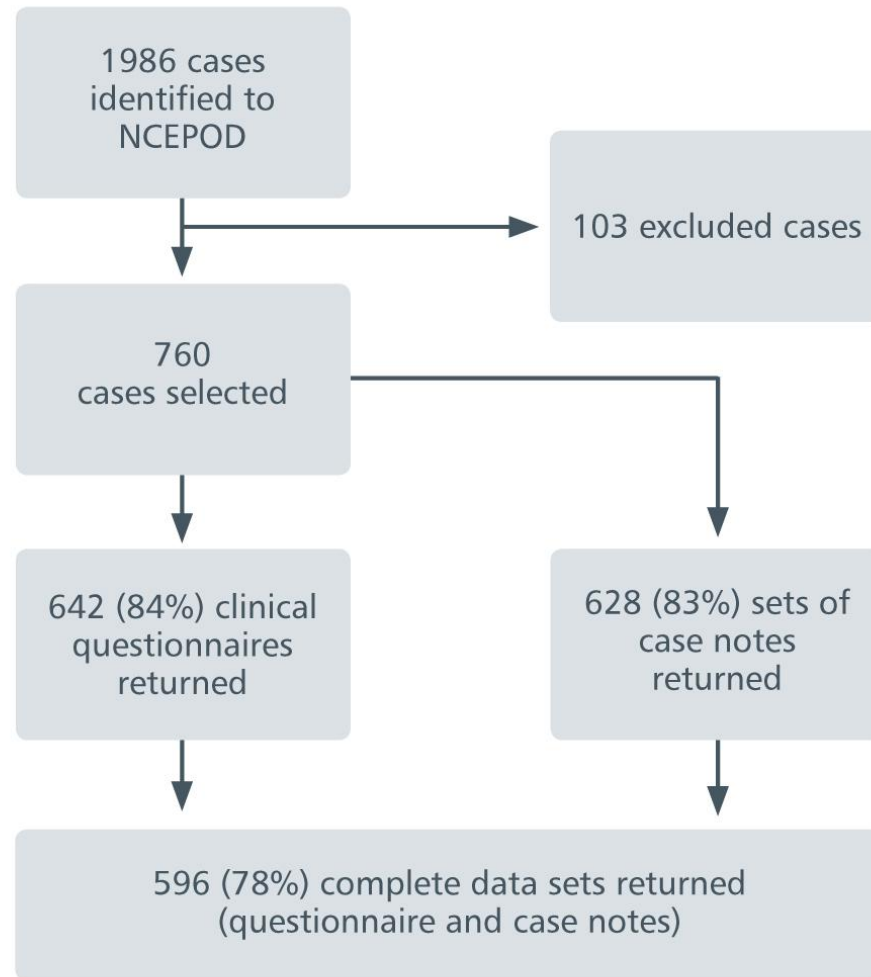 1986 cases
identified to
NCEPOD
103 excluded cases
760
cases selected
642 (84%) clinical
questionnaires
returned
628 (83%) sets of
case notes
returned
596 (78%) complete data sets returned
(questionnaire and case notes)